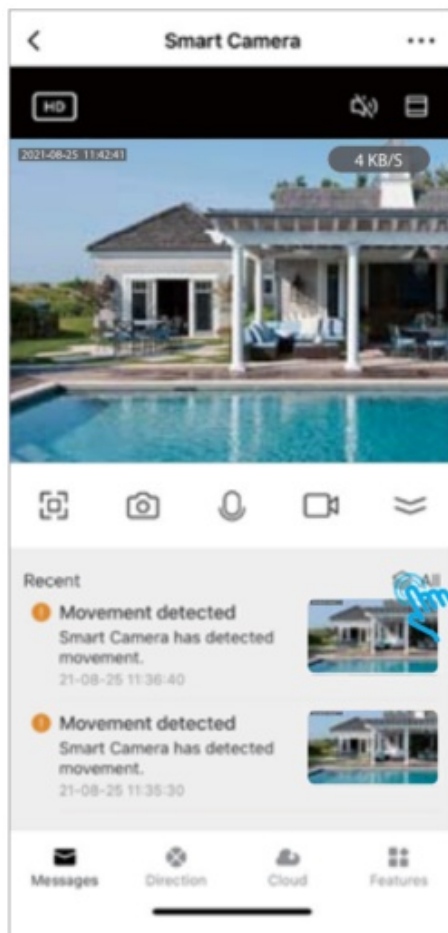 Smart Camera
HD
2021-08-25 11:42:41
4 KB/S
Recent
All
Movement detected
Smart Camera has detected
movement.
21-08-25 11:36:40
Movement detected
Smart Camera has detected
movement.
21-08-25 11:35:30
Messages
Direction
Cloud
Features